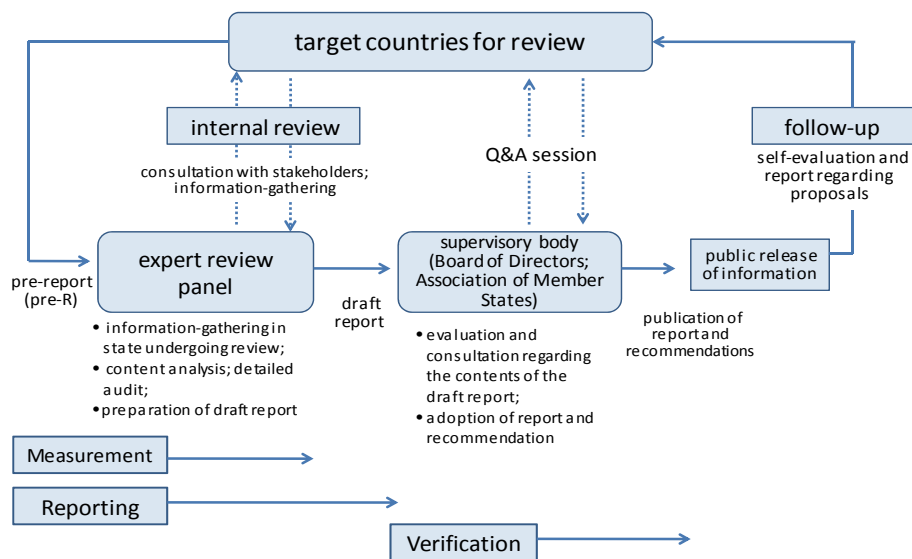 target countries for review
internal review
consultation with stakeholders;
information-gathering
Q&A session
follow-up
self-evaluation and
report regarding
proposals
pre-report
(pre-R)
expert review
panel
• information-gathering in
state undergoing review;
• content analysis; detailed
audit;
• preparation of draft report
draft
report
supervisory body
(Board of Directors;
Association of Member
States)
• evaluation and
consultation regarding
the contents of the
draft report;
• adoption of report and
recommendation
publication of
report and
recommendations
public release
of information
Measurement
Reporting
Verification